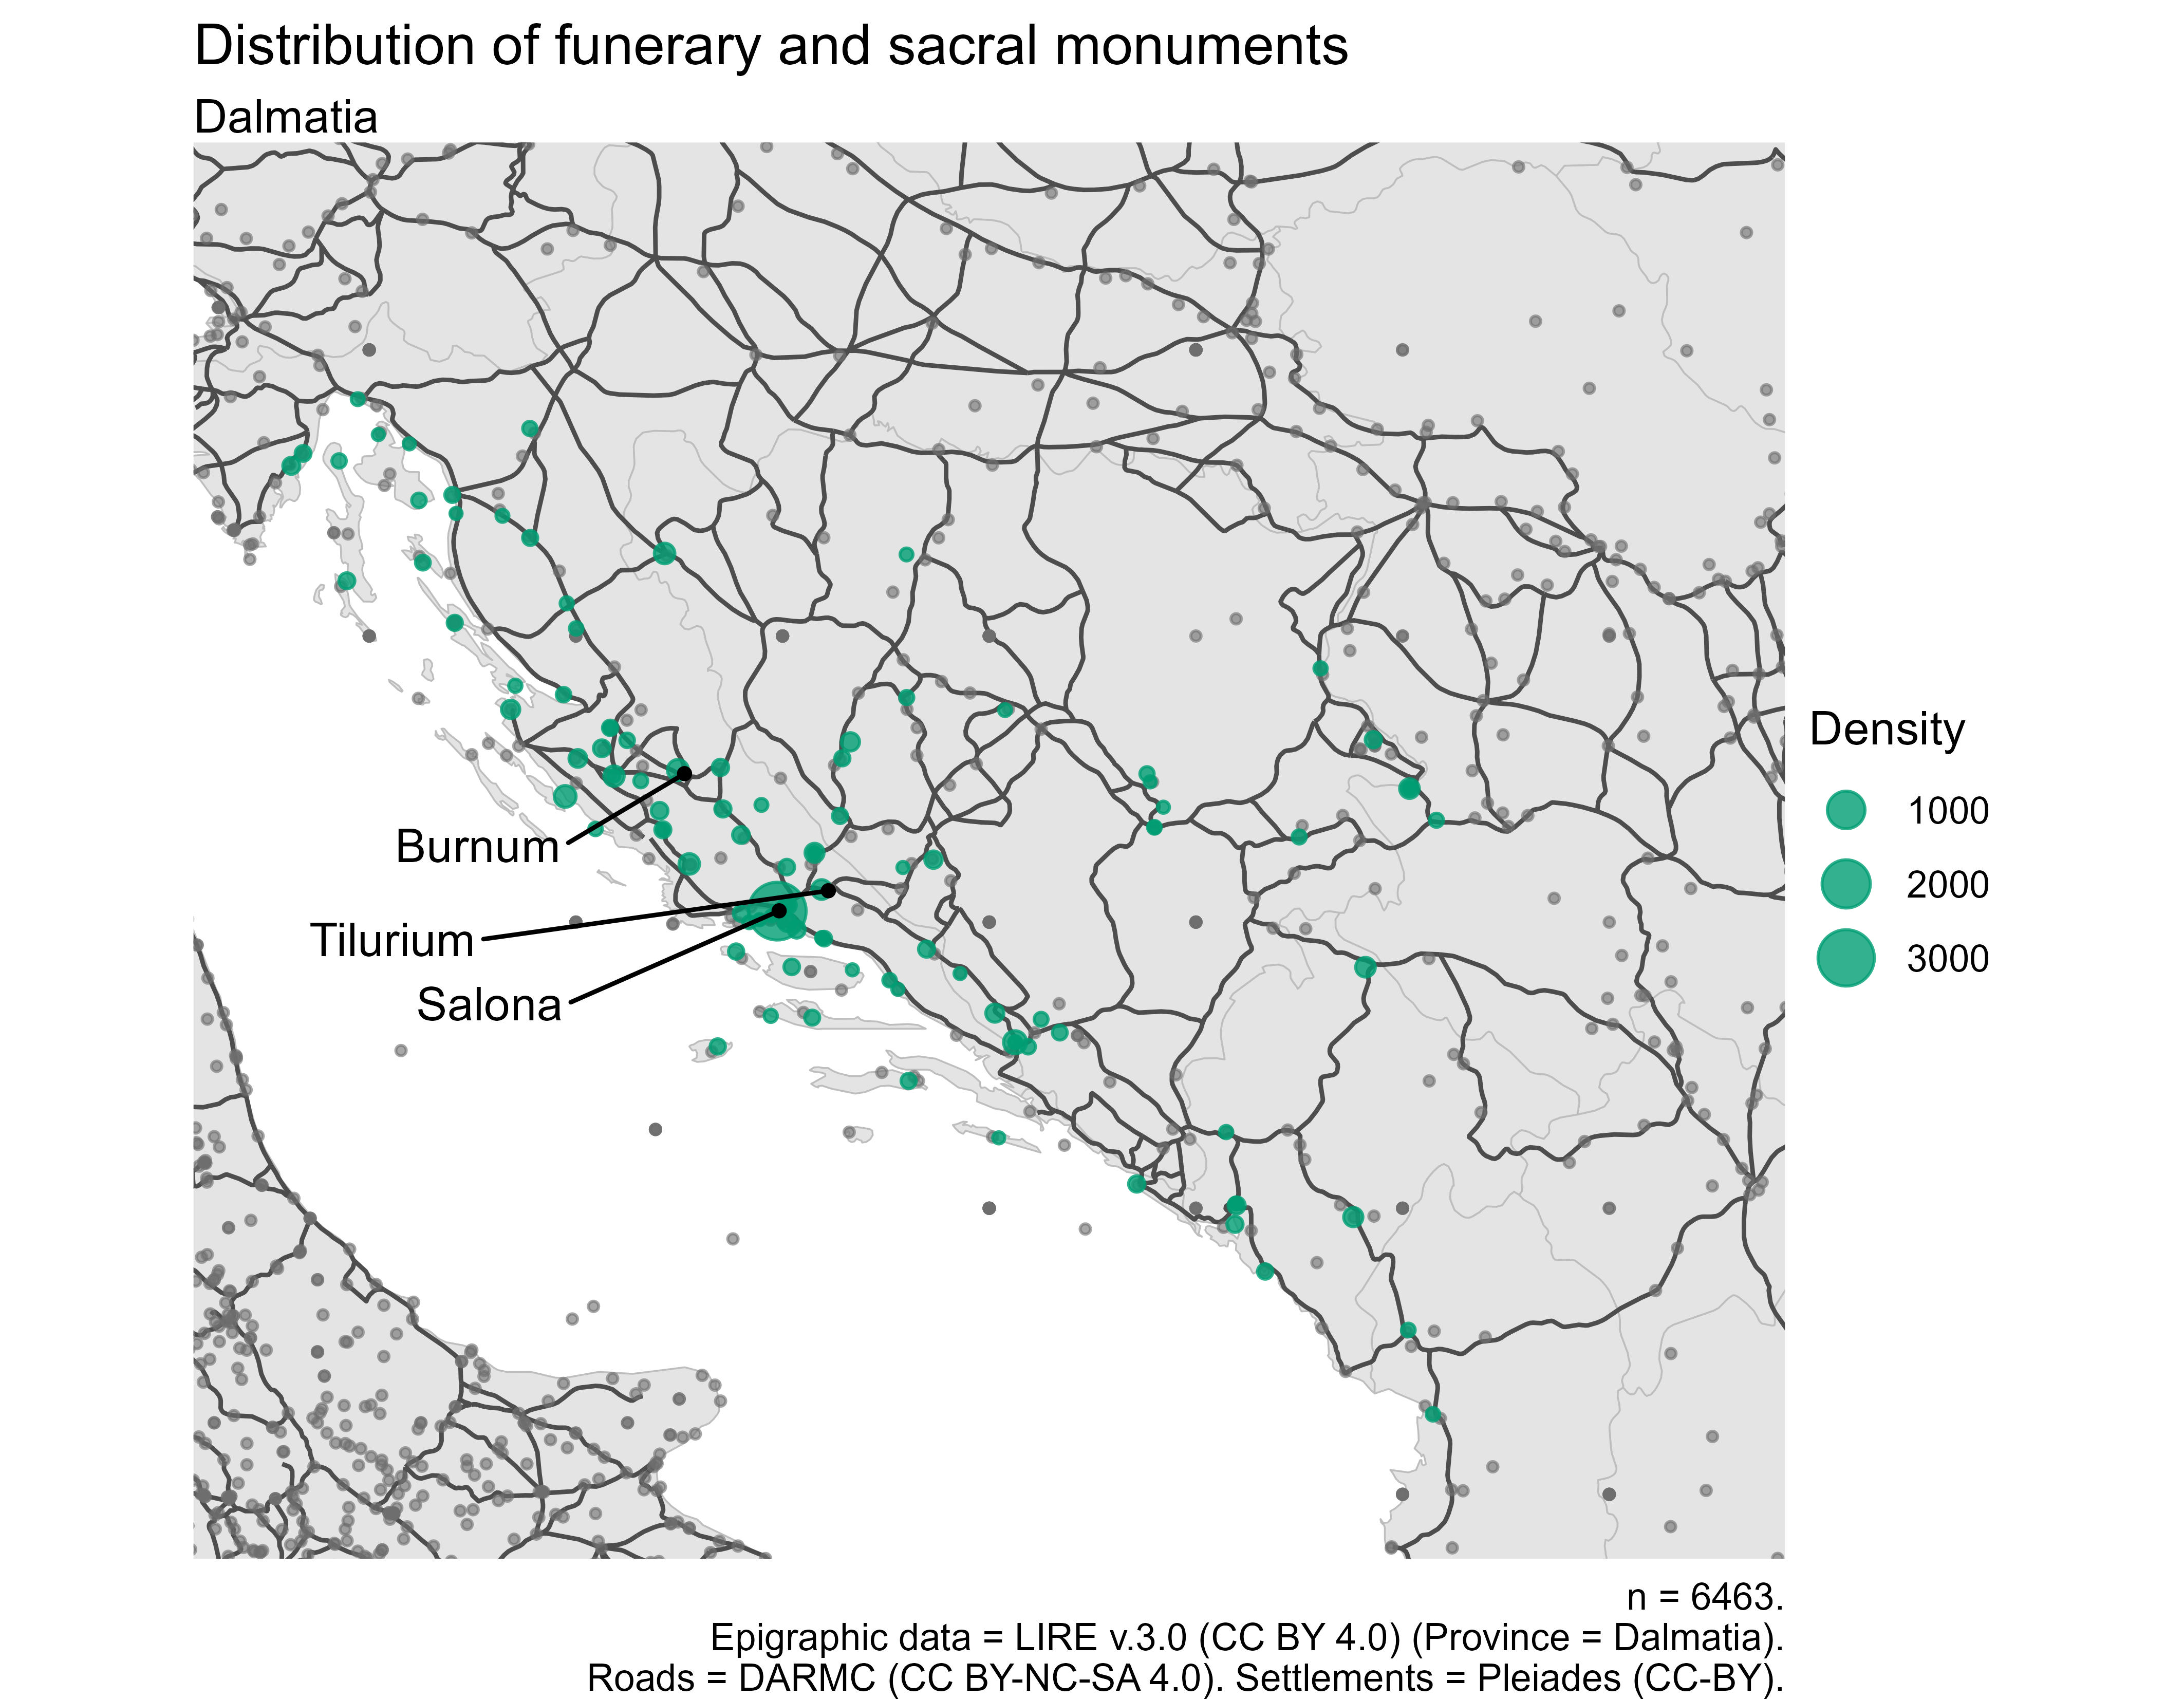 Distribution of funerary and sacral monuments
Dalmatia
Burnum
Tilurium
Salona
Density
1000
2000
3000
n = 6463.
Epigraphic data = LIRE v.3.0 (CC BY 4.0) (Province = Dalmatia).
Roads = DARMC (CC BY-NC-SA 4.0). Settlements = Pleiades (CC-BY).